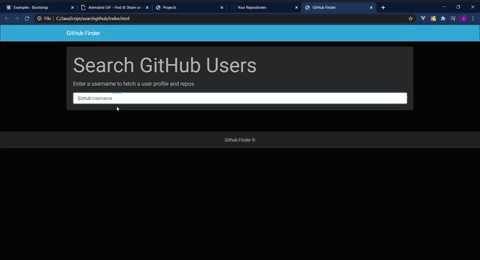 Examples · Bootstrap
Animated GIF - Find & Share on
Projects
Your Repositories
GitHub Finder
File
C:/JavaScript/searchgithub/index.html
GitHub Finder
Search GitHub Users
Enter a username to fetch a user profile and repos
Github Username
Github Finder ©